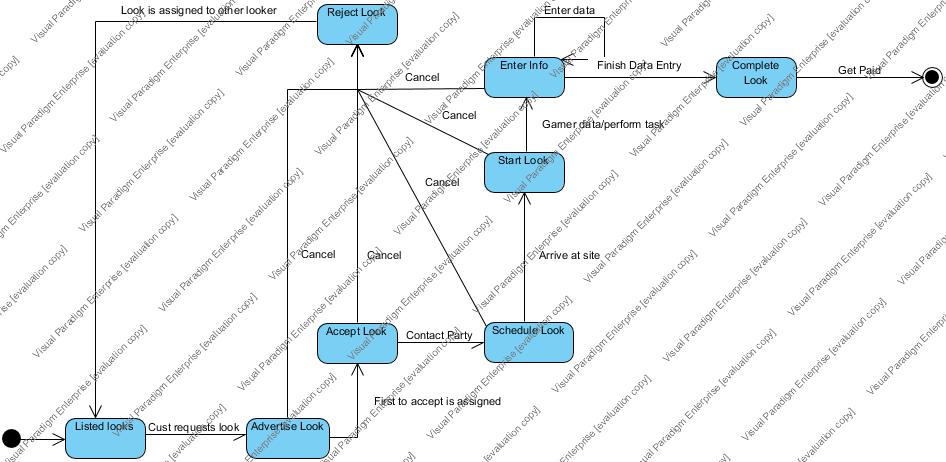 Look is assigned to other looker
Reject Look
Enter data
Enter Info
Finish Data Entry
Complete
Look
Get Paid
Cancel
Cancel
Gamer data/perform task
Start Look
Cancel
Cancel
Cancel
Arrive at site
Accept Look
Contact Party
Schedule Look
First to accept is assigned
Listed looks
Cust requests look
Advertise Look
Visual Paradigm Enterprise [evaluation copy]